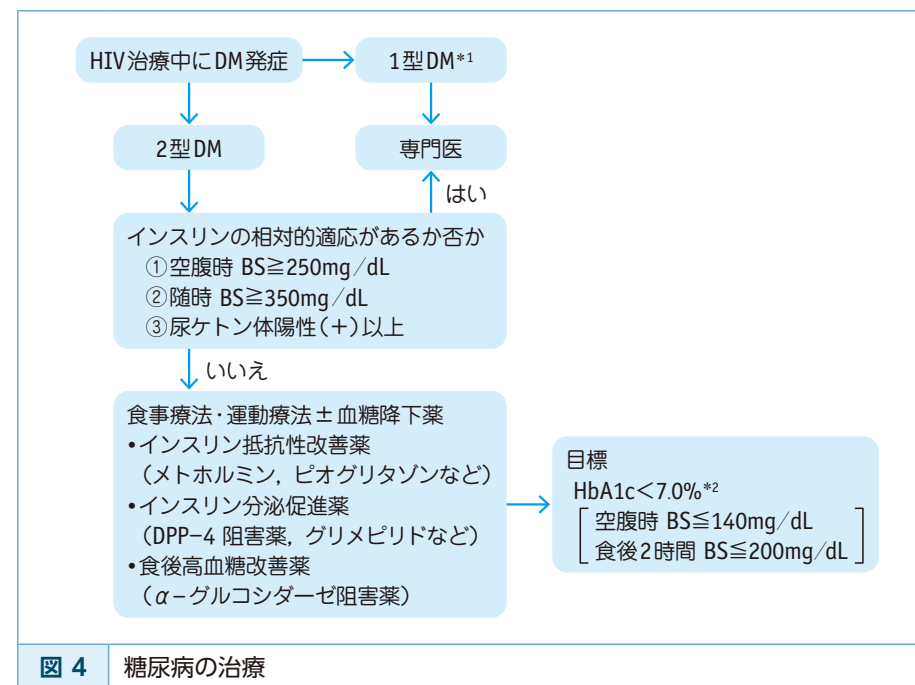 HIV治療中にDM発症
1型DM*1
2型DM
専門医
はい
インスリンの相対的適応があるか否か
①空腹時 BS≧250mg/dL
②随時 BS≧350mg/dL
③尿ケトン体陽性(+)以上
いいえ
食事療法・運動療法±血糖降下薬
•インスリン抵抗性改善薬
(メトホルミン，ピオグリタゾンなど)
•インスリン分泌促進薬
(DPP-4 阻害薬，グリメピリドなど)
•食後高血糖改善薬
(α-グルコシダーゼ阻害薬)
目標
HbA1c<7.0%*2
空腹時 BS≦140mg/dL
食後2時間 BS≦200mg/dL
図 4 糖尿病の治療